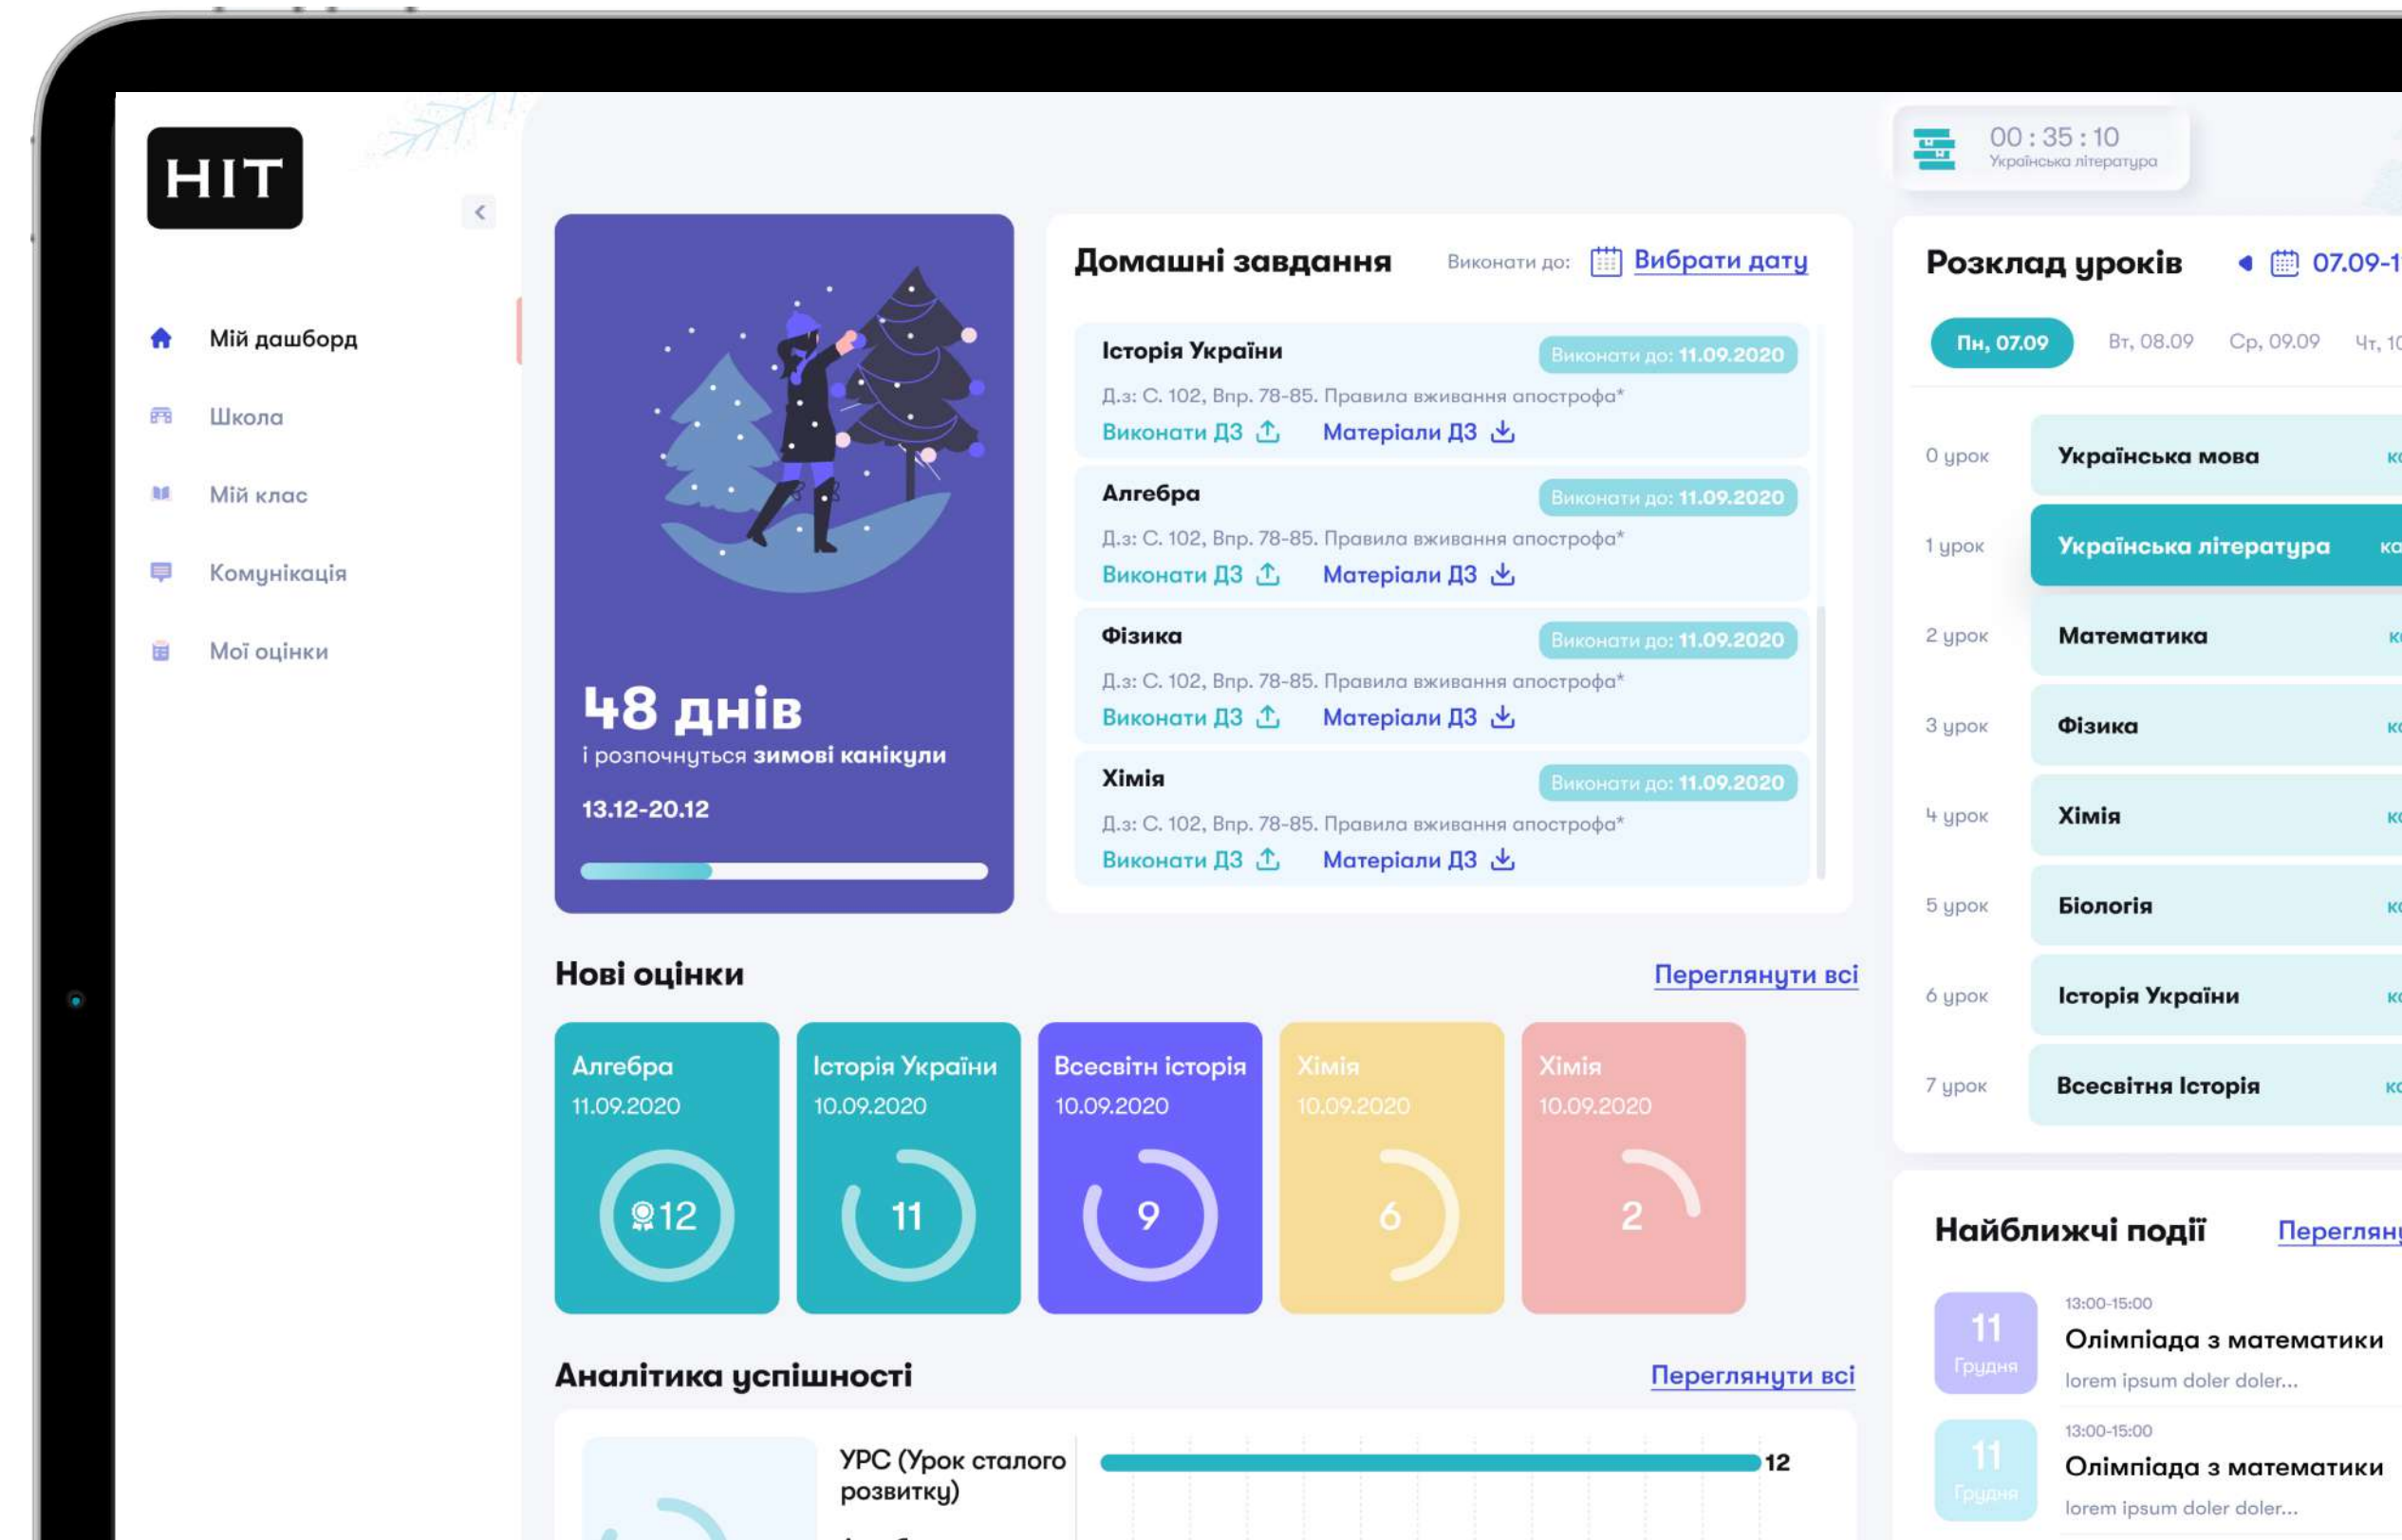 HIT
Мій дашборд
Школа
Мій клас
Комунікація
Мої оцінки
48 днів
і розпочнуться зимові канікули
13.12-20.12
Домашні завдання
Виконати до: Вибрати дату
Історія України
Виконати до: 11.09.2020
Д.з: С. 102, Впр. 78-85. Правила вживання апострофа*
Виконати ДЗ Матеріали ДЗ
Алгебра
Виконати до: 11.09.2020
Д.з: С. 102, Впр. 78-85. Правила вживання апострофа*
Виконати ДЗ Матеріали ДЗ
Фізика
Виконати до: 11.09.2020
Д.з: С. 102, Впр. 78-85. Правила вживання апострофа*
Виконати ДЗ Матеріали ДЗ
Хімія
Виконати до: 11.09.2020
Д.з: С. 102, Впр. 78-85. Правила вживання апострофа*
Виконати ДЗ Матеріали ДЗ
Нові оцінки
Переглянути всі
Алгебра
11.09.2020
12
Історія України
10.09.2020
11
Всесвітн історія
10.09.2020
9
Хімія
10.09.2020
6
Хімія
10.09.2020
2
Аналітика успішності
Переглянути всі
УРС (Урок сталого
розвитку)
12
00 : 35 : 10
Українська література
Розклад уроків
07.09-1
Пн, 07.09
Вт, 08.09
Ср, 09.09
Чт, 10
0 урок Українська мова
1 урок Українська література
2 урок Математика
3 урок Фізика
4 урок Хімія
5 урок Біологія
6 урок Історія України
7 урок Всесвітня Історія
Найближчі події
11
Грудня
13:00-15:00
Олімпіада з математики
lorem ipsum doler doler...
11
Грудня
13:00-15:00
Олімпіада з математики
lorem ipsum doler doler...